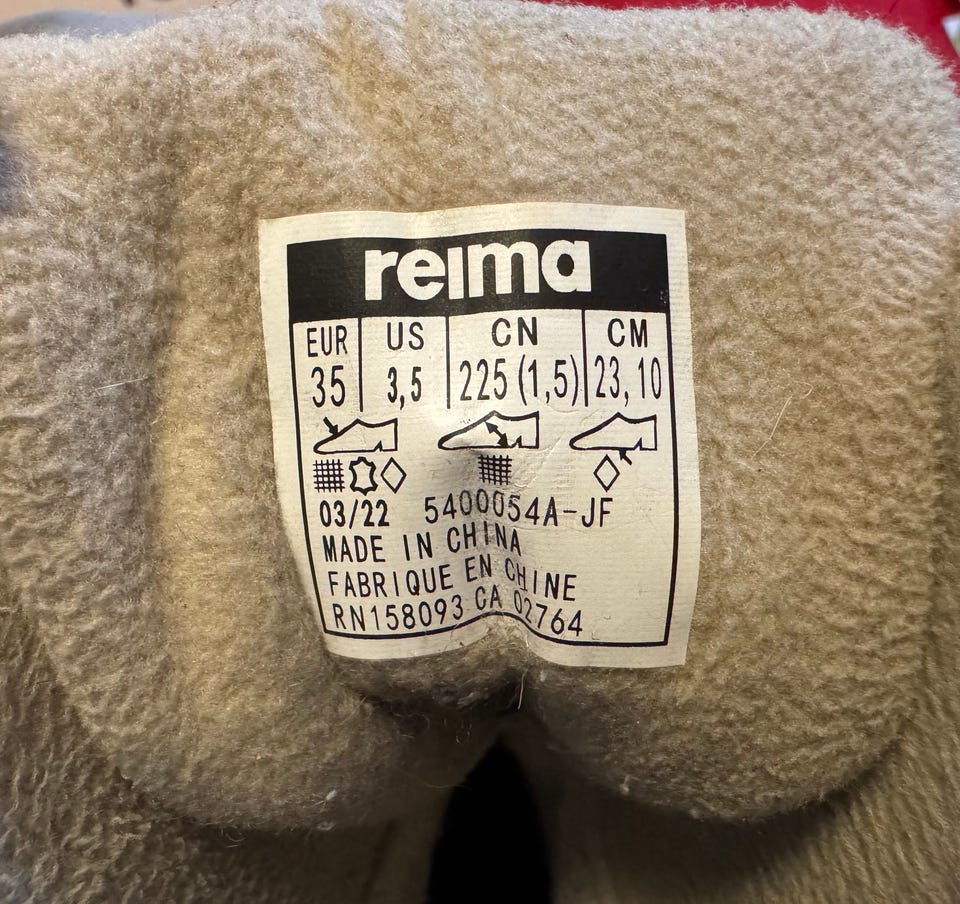 reima
EUR US CN CM
35 3,5 225 (1,5) 23,10
03/22 5400054A-JF
MADE IN CHINA
FABRIQUE EN CHINE
RN158093 CA 02764